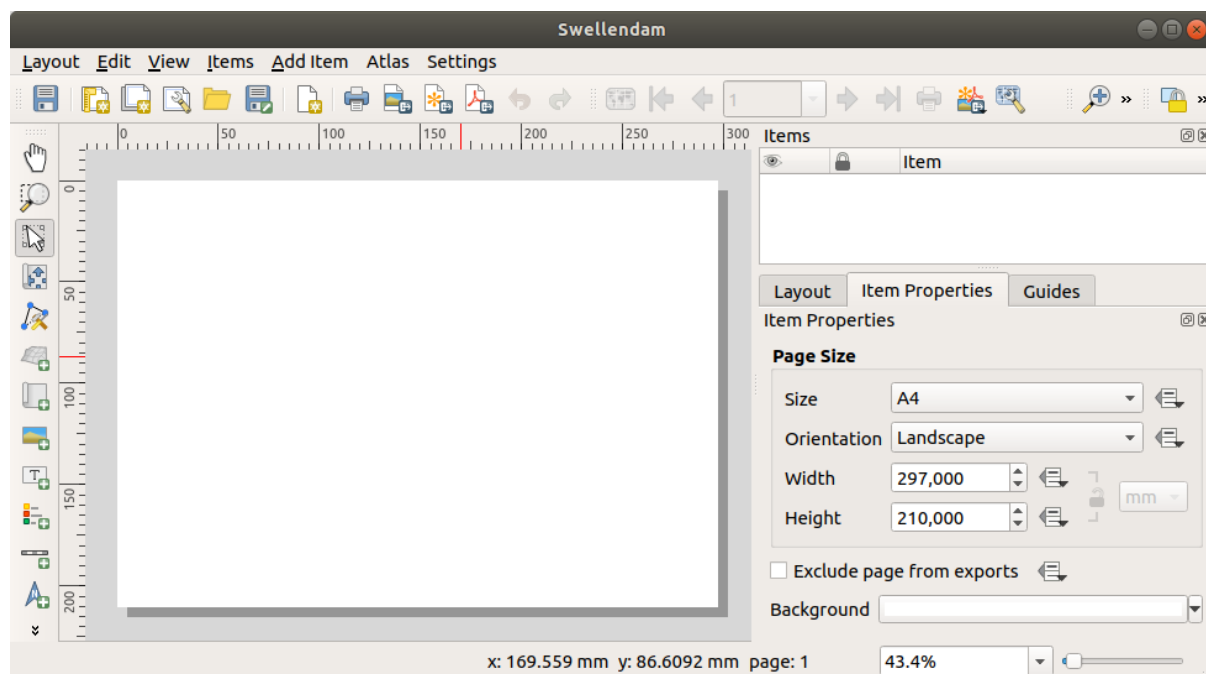 Swellendam
Layout Edit View Items Add Item Atlas Settings
1 » »
0 50 100 150 200 250 300
0
50
100
150
200
Items
Item
Layout Item Properties Guides
Item Properties
Page Size
Size A4
Orientation Landscape
Width 297,000
mm
Height 210,000
Exclude page from exports
Background
x: 169.559 mm y: 86.6092 mm page: 1 43.4%